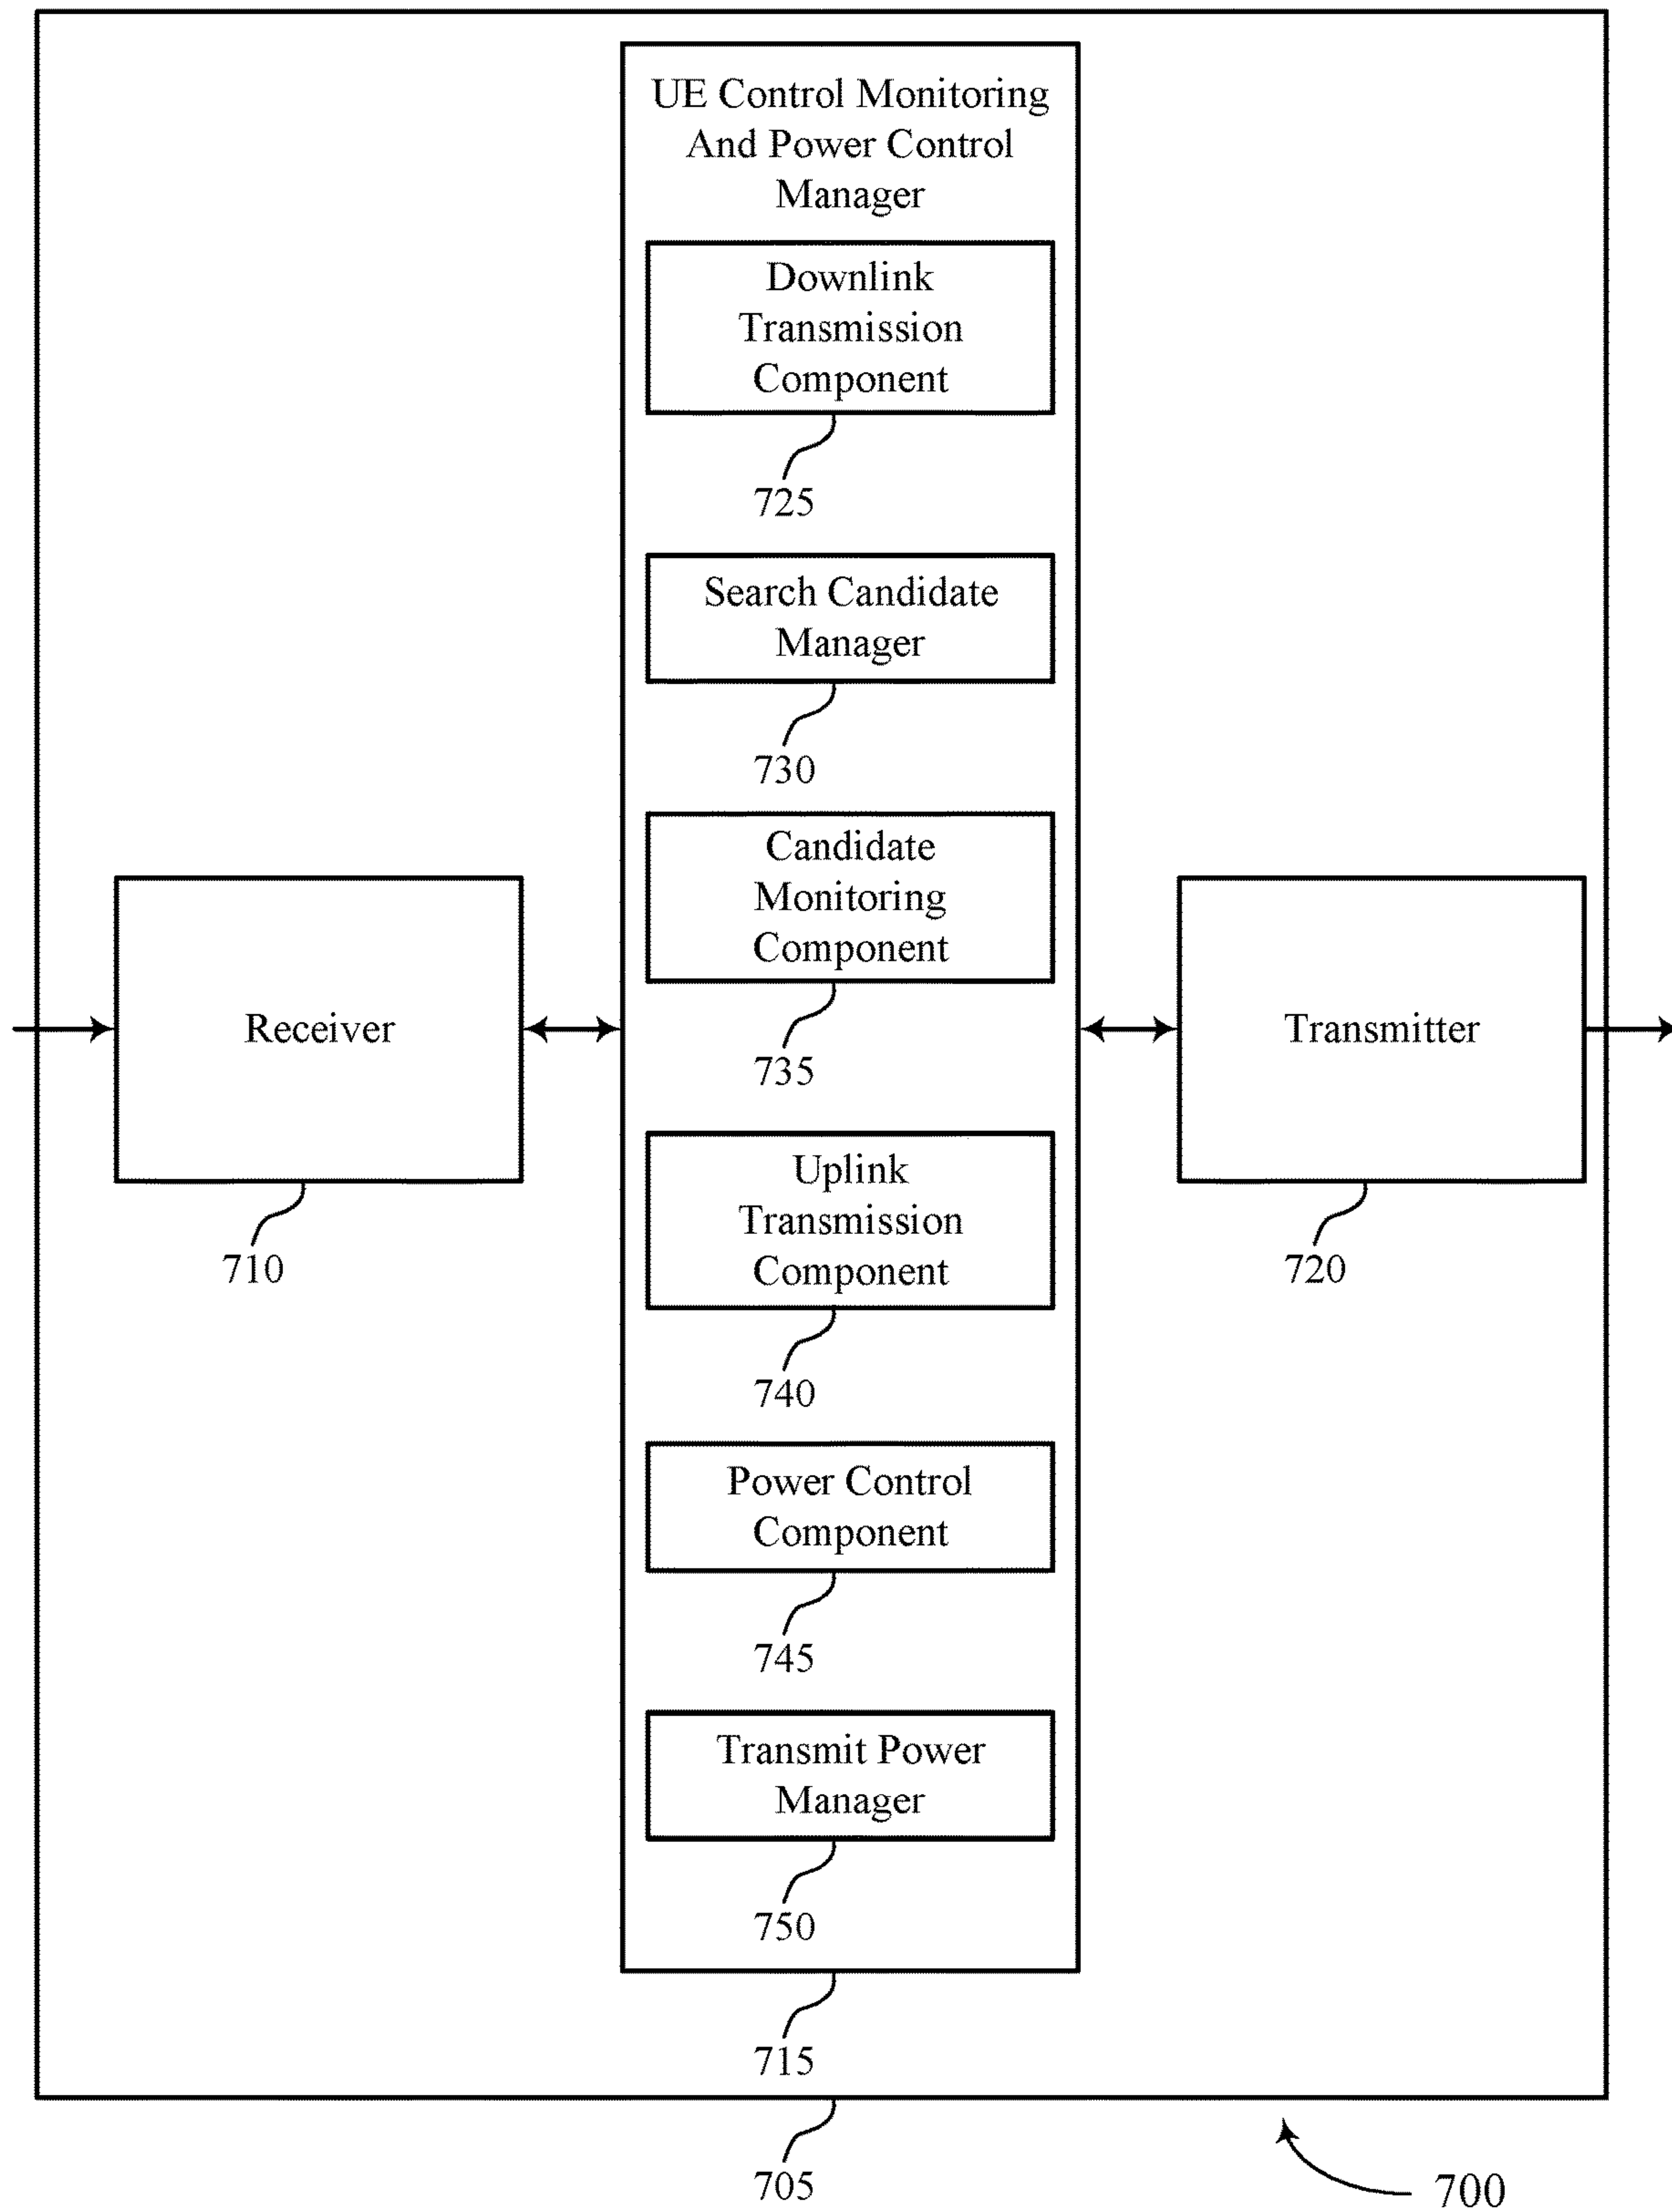 UE Control Monitoring
And Power Control
Manager
Downlink
Transmission
Component
725
Search Candidate
Manager
730
Candidate
Monitoring
Component
735
Receiver
710
Transmitter
720
Uplink
Transmission
Component
740
Power Control
Component
745
Transmit Power
Manager
750
715
705
700